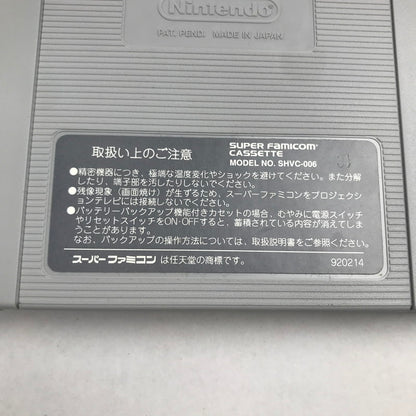 Nintendo
PAT. PEND. MADE IN JAPAN
取扱い上のご注意
SUPER FAMICOM
CASSETTE
MODEL NO. SHVC-006
●精密機器につき、極端な温度変化やショックを避けてください。また分解
したり、端子部を汚したりしないでください。
●残像現象（画面焼け）が生ずるため、スーパーファミコンをプロジェクシ
ョンテレビには接続しないでください。
●バッテリーバックアップ機能付きカセットの場合、むやみに電源スイッチ
やリセットスイッチをON・OFFすると、蓄積されている内容が消えてしま
うことがあります。
なお、バックアップの操作方法については、取扱説明書をご参照ください。
スーパーファミコン は任天堂の商標です。
920214